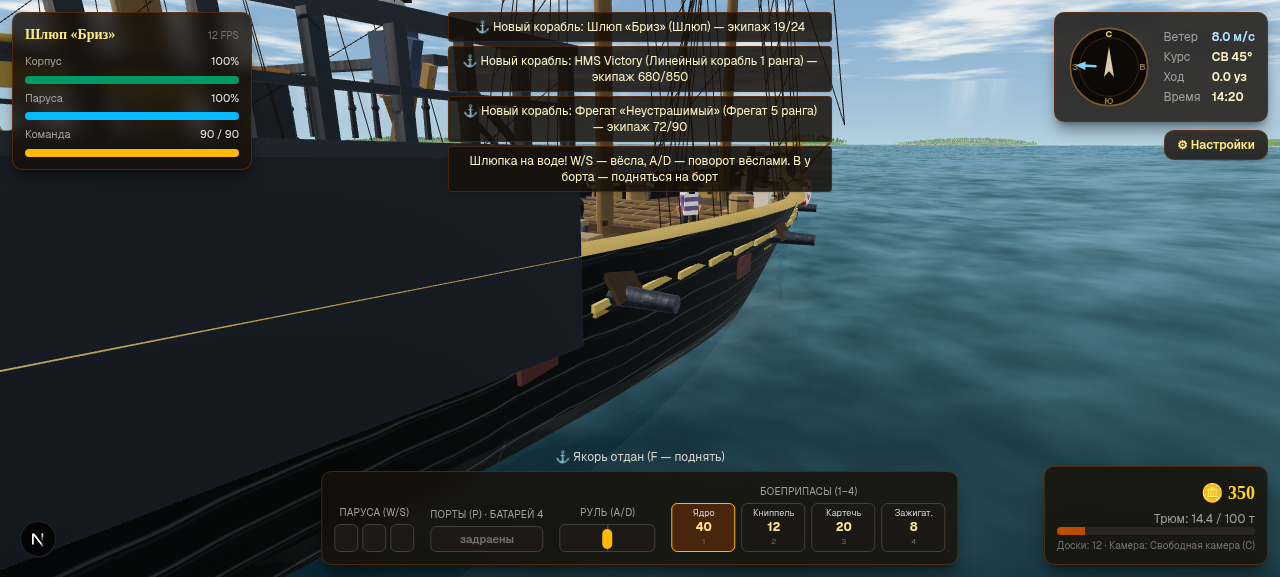 Шлюп «Бриз»
12 FPS
Корпус
100%
Паруса
100%
Команда
90 / 90
⚓ Новый корабль: Шлюп «Бриз» (Шлюп) — экипаж 19/24
⚓ Новый корабль: HMS Victory (Линейный корабль 1 ранга) —
экипаж 680/850
⚓ Новый корабль: Фрегат «Неустрашимый» (Фрегат 5 ранга)
— экипаж 72/90
Шлюпка на воде! W/S — вёсла, A/D — поворот вёслами. В у
борта — подняться на борт
С
З
В
Ю
Ветер 8.0 м/с
Курс СВ 45°
Ход 0.0 уз
Время 14:20
⚙ Настройки
⚓ Якорь отдан (F — поднять)
ПАРУСА (W/S)
ПОРТЫ (P) · БАТАРЕЙ 4
задраены
РУЛЬ (A/D)
БОЕПРИПАСЫ (1–4)
Ядро
40
1
Книппель
12
2
Картечь
20
3
Зажигат.
8
4
🪙 350
Трюм: 14.4 / 100 т
Доски: 12 · Камера: Свободная камера (C)
N